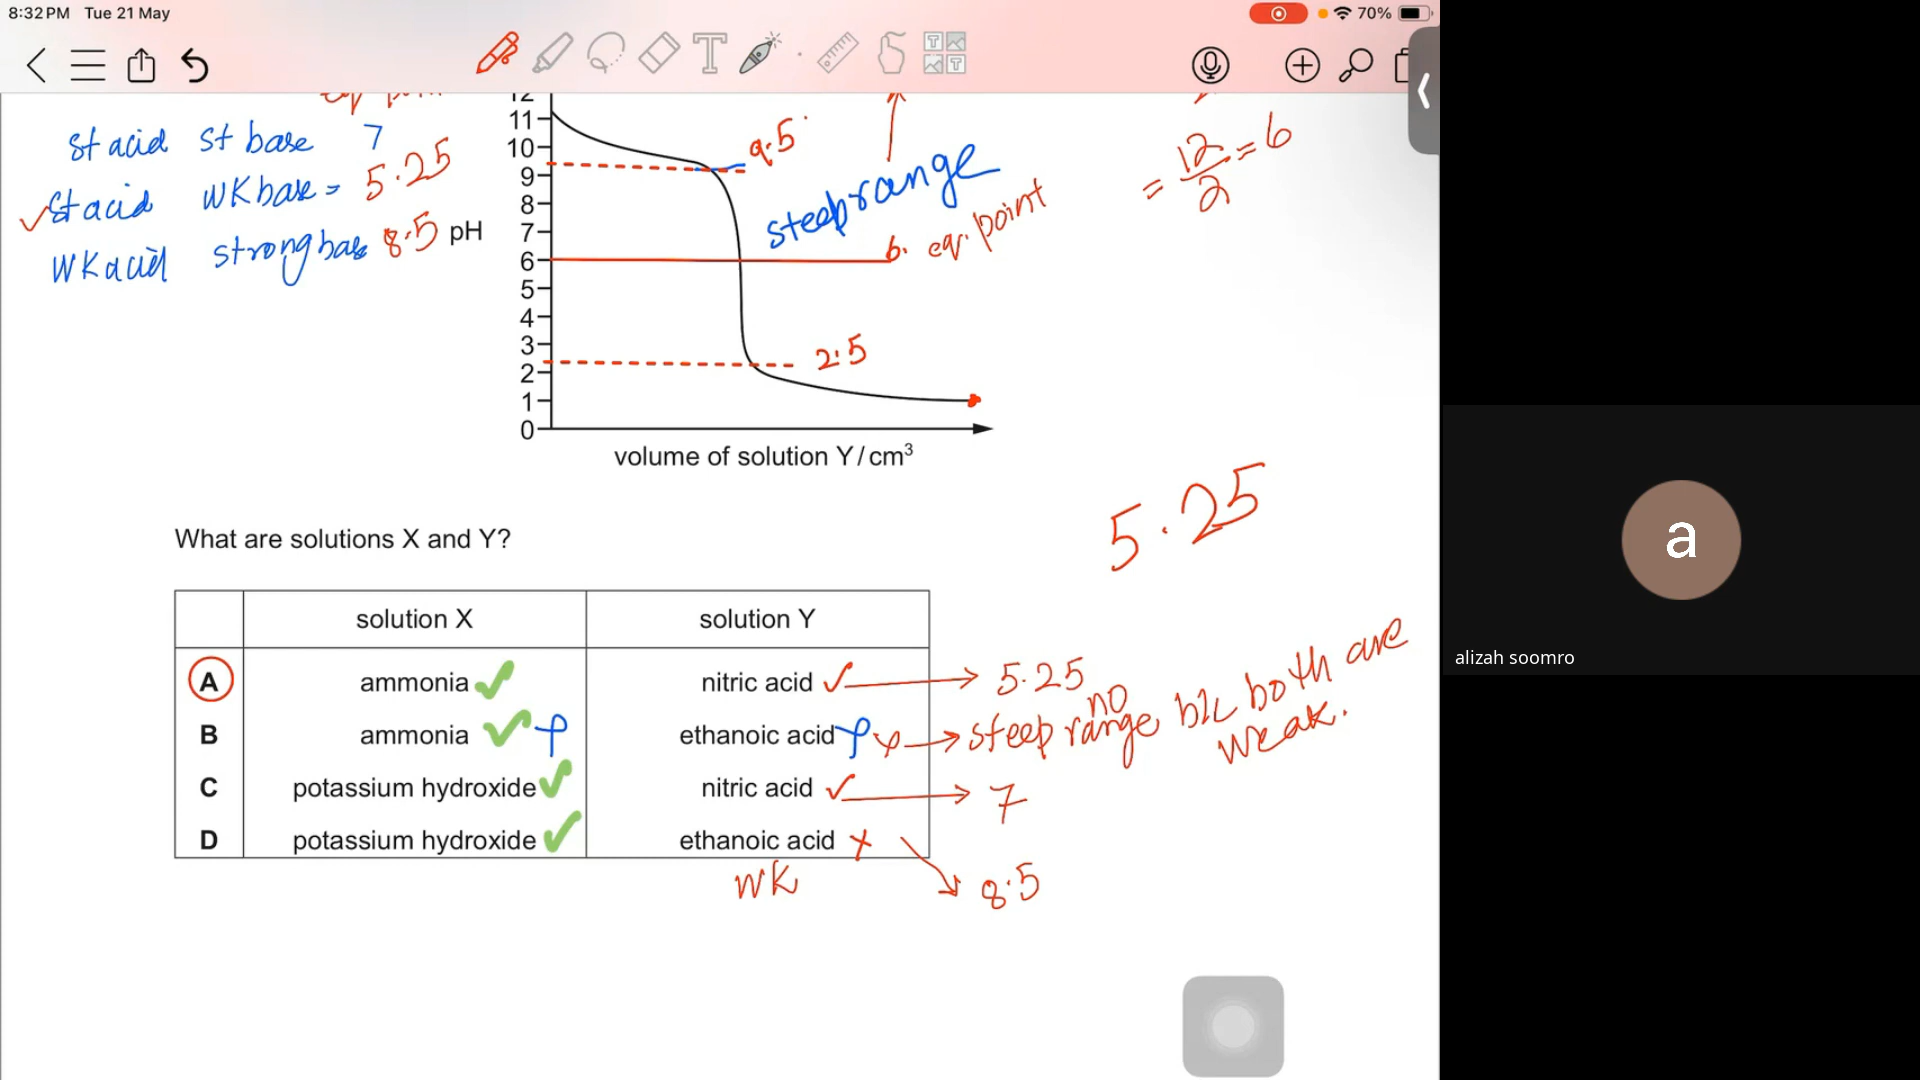 8:32 PM Tue 21 May
70%
st acid st base 7
st acid wk base = 5.25
wk acid strong base 8.5
pH
12
11
10
9
8
7
6
5
4
3
2
1
0
9.5
steep range
6. eq. point
2.5
= 12/2 = 6
volume of solution Y / cm³
5.25
What are solutions X and Y?
solution X solution Y
A ammonia nitric acid → 5.25
B ammonia ethanoic acid → no steep range b/c both are weak.
C potassium hydroxide nitric acid → 7
D potassium hydroxide ethanoic acid
wk
8.5
a
alizah soomro